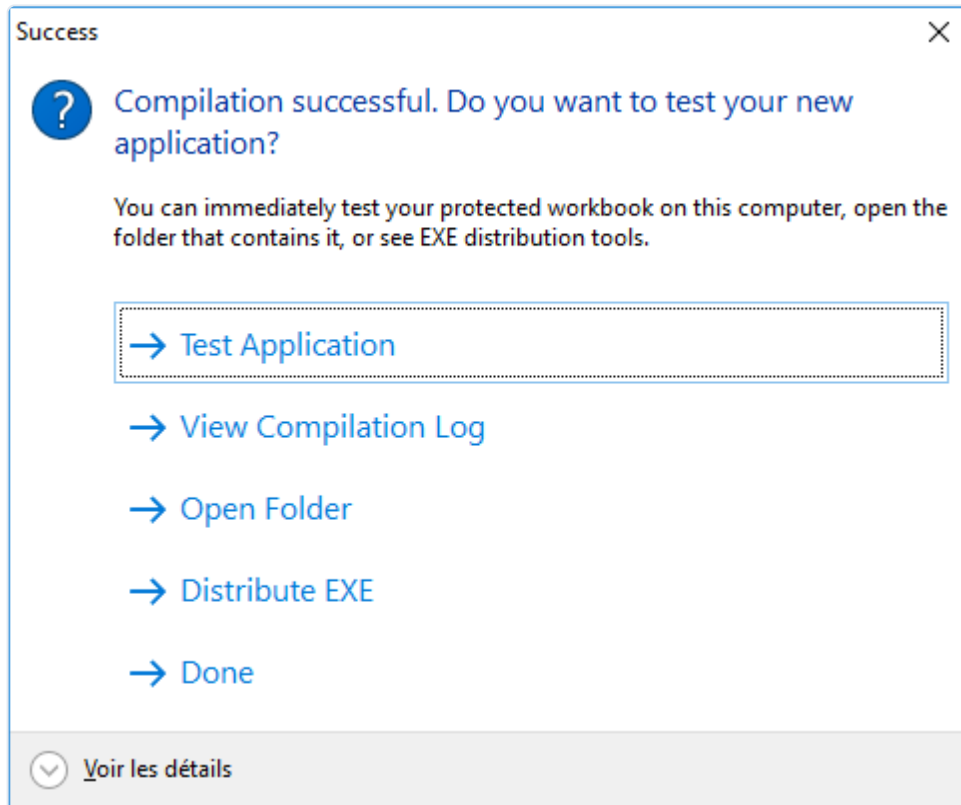 Success
?
Compilation successful. Do you want to test your new
application?
You can immediately test your protected workbook on this computer, open the
folder that contains it, or see EXE distribution tools.
Test Application
View Compilation Log
Open Folder
Distribute EXE
Done
Voir les détails